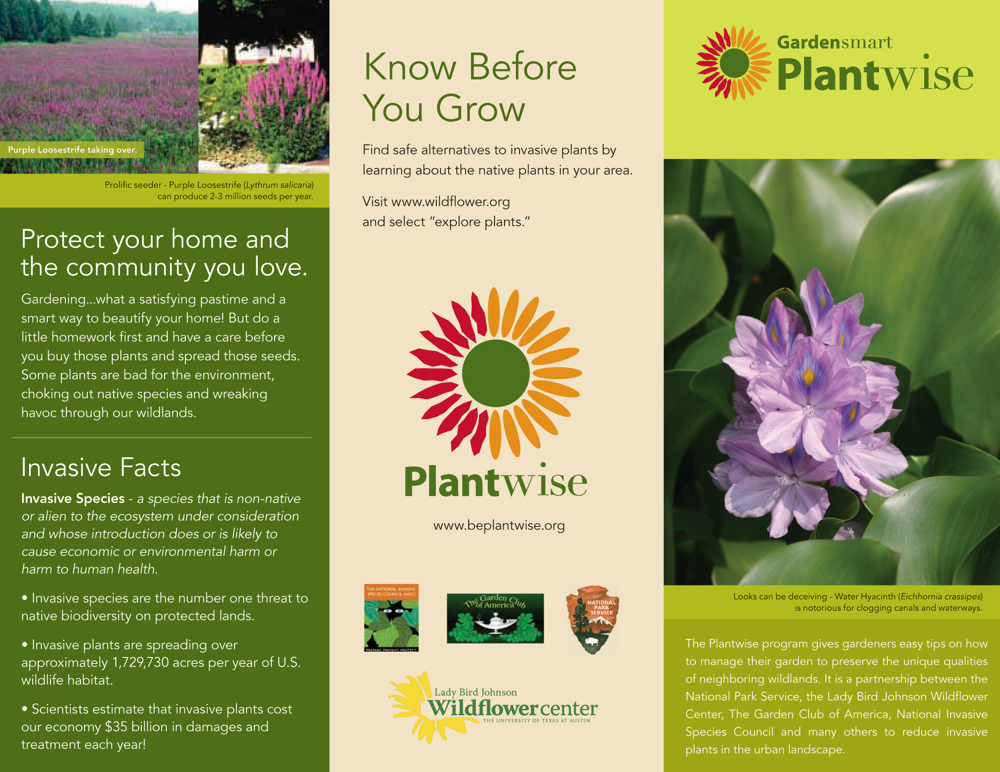 Purple Loosestrife taking over.
Prolific seeder - Purple Loosestrife (Lythrum salicaria)
can produce 2-3 million seeds per year.
Protect your home and
the community you love.
Gardening...what a satisfying pastime and a
smart way to beautify your home! But do a
little homework first and have a care before
you buy those plants and spread those seeds.
Some plants are bad for the environment,
choking out native species and wreaking
havoc through our wildlands.
Invasive Facts
Invasive Species - a species that is non-native
or alien to the ecosystem under consideration
and whose introduction does or is likely to
cause economic or environmental harm or
harm to human health.
• Invasive species are the number one threat to
native biodiversity on protected lands.
• Invasive plants are spreading over
approximately 1,729,730 acres per year of U.S.
wildlife habitat.
• Scientists estimate that invasive plants cost
our economy $35 billion in damages and
treatment each year!
Know Before
You Grow
Find safe alternatives to invasive plants by
learning about the native plants in your area.
Visit www.wildflower.org
and select “explore plants.”
Plantwise
www.beplantwise.org
THE NATIONAL INVASIVE
SPECIES COUNCIL (NISC)
PREPARE. PREVENT. PROTECT.
The Garden Club
of America
NATIONAL
PARK
SERVICE
Lady Bird Johnson
Wildflower center
THE UNIVERSITY OF TEXAS AT AUSTIN
Gardensmart
Plantwise
Looks can be deceiving - Water Hyacinth (Eichhornia crassipes)
is notorious for clogging canals and waterways.
The Plantwise program gives gardeners easy tips on how
to manage their garden to preserve the unique qualities
of neighboring wildlands. It is a partnership between the
National Park Service, the Lady Bird Johnson Wildflower
Center, The Garden Club of America, National Invasive
Species Council and many others to reduce invasive
plants in the urban landscape.